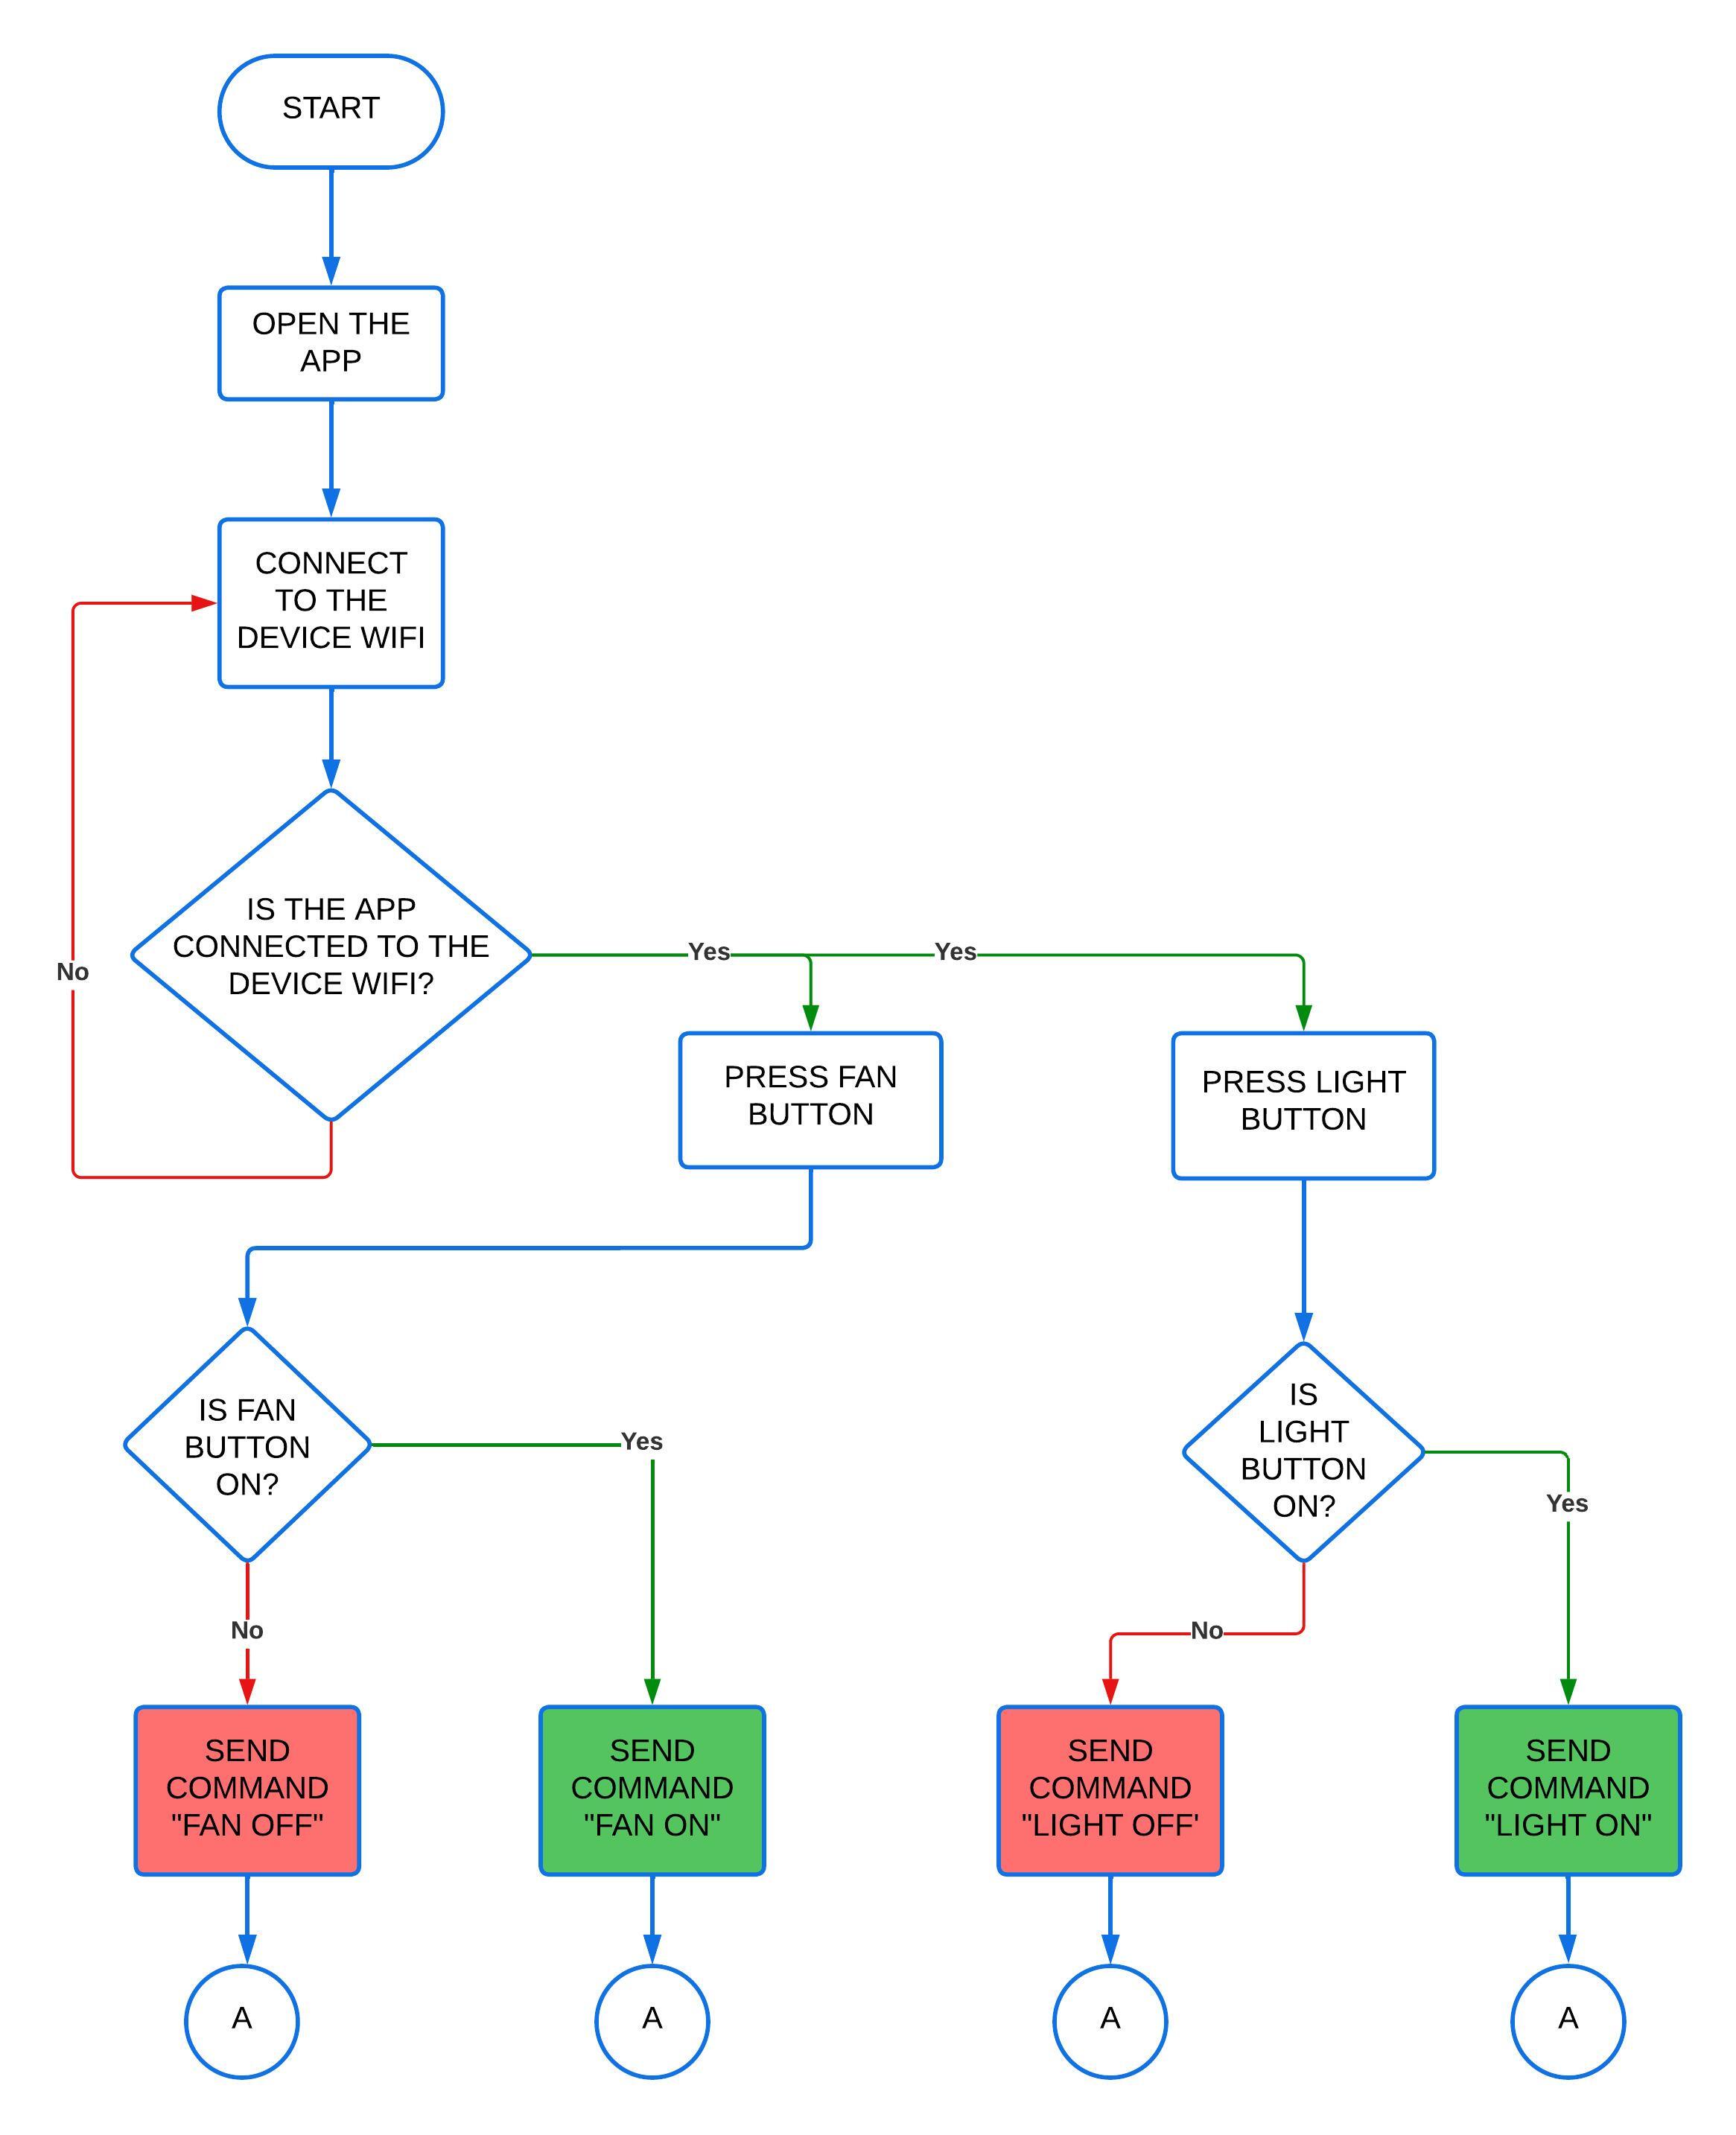 START
OPEN THE
APP
CONNECT
TO THE
DEVICE WIFI
IS THE APP
CONNECTED TO THE
DEVICE WIFI?
No
Yes
Yes
PRESS FAN
BUTTON
PRESS LIGHT
BUTTON
IS FAN
BUTTON
ON?
Yes
No
IS
LIGHT
BUTTON
ON?
Yes
No
SEND
COMMAND
"FAN OFF"
SEND
COMMAND
"FAN ON"
SEND
COMMAND
"LIGHT OFF'
SEND
COMMAND
"LIGHT ON"
A
A
A
A